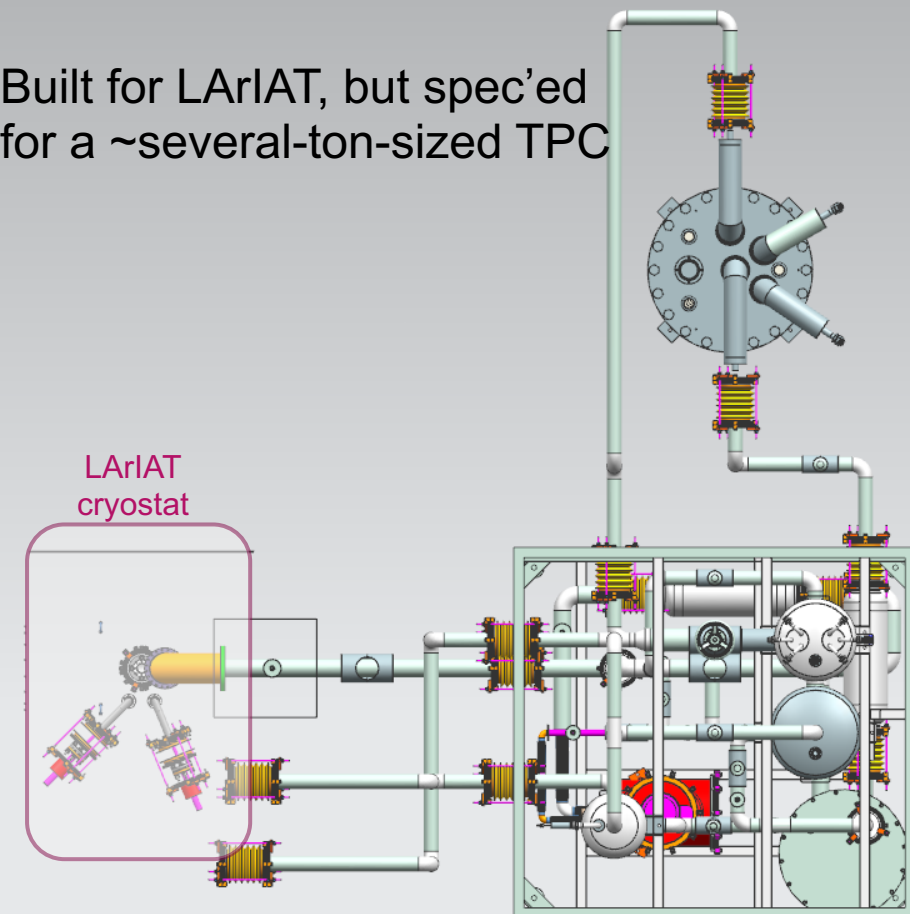 Built for LArIAT, but spec’ed
for a ~several-ton-sized TPC
LArIAT
cryostat